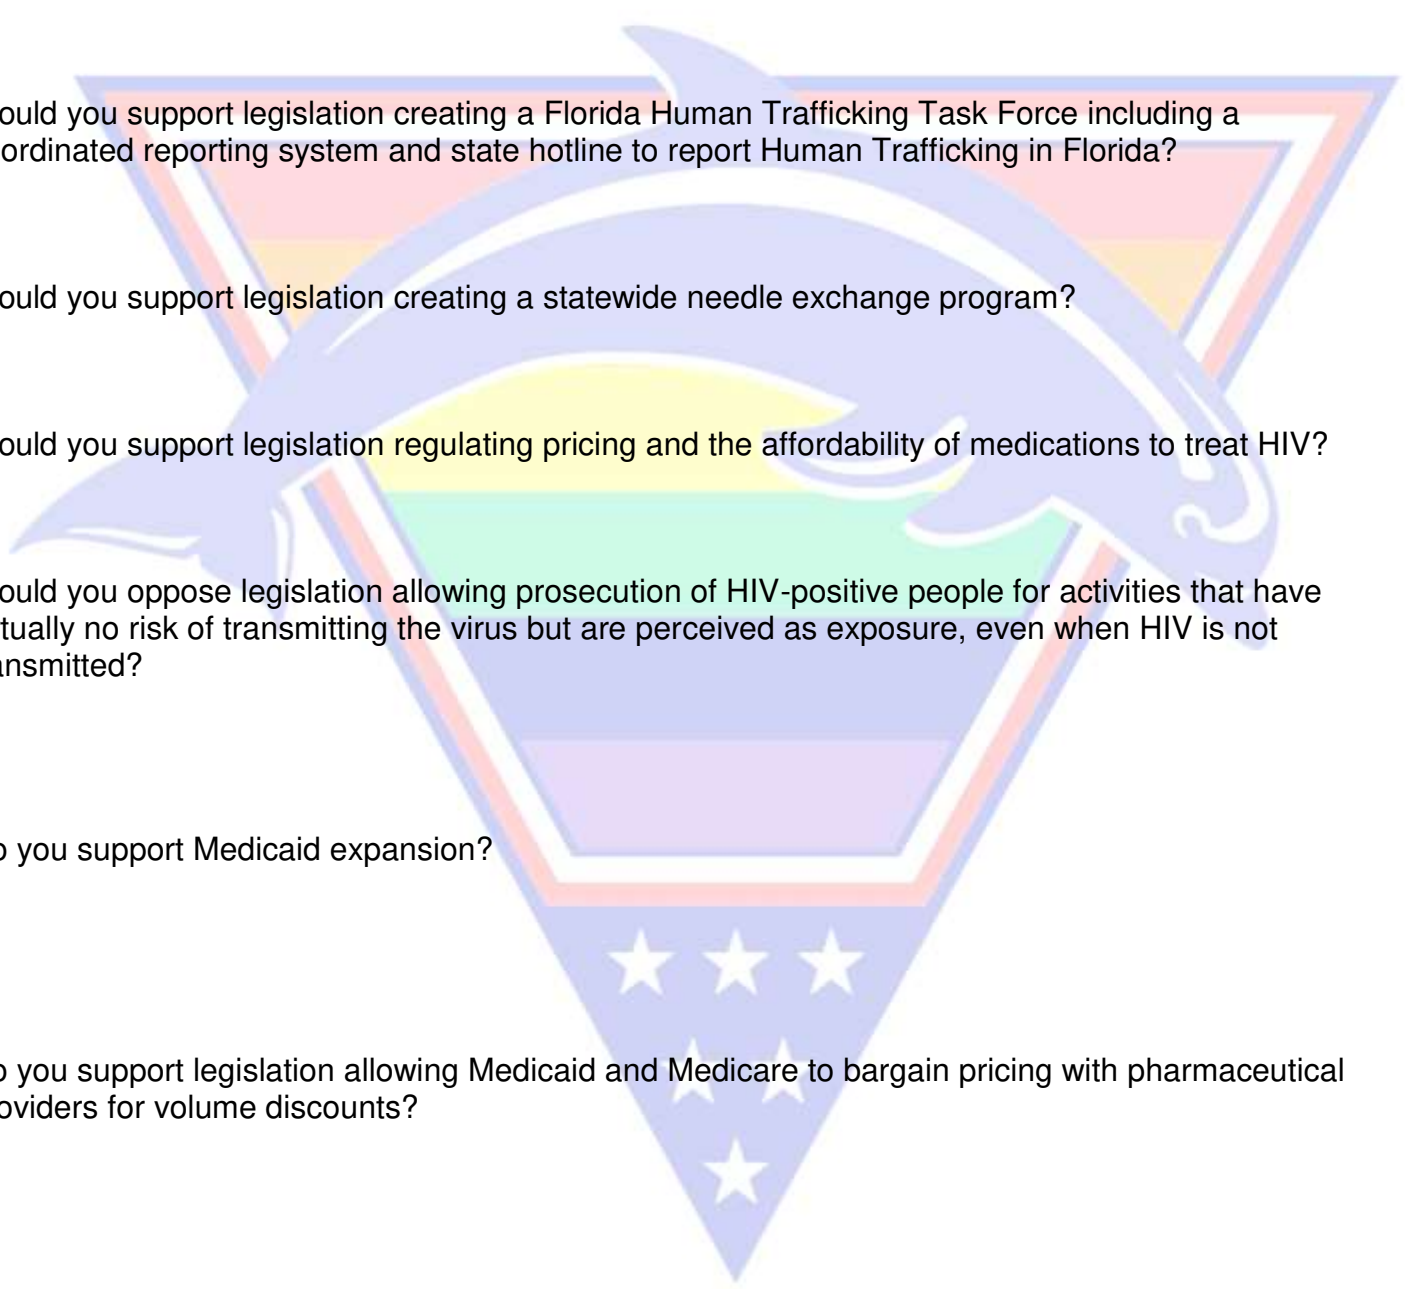 ould you support legislation creating a Florida Human Trafficking Task Force including a
ordinated reporting system and state hotline to report Human Trafficking in Florida?
ould you support legislation creating a statewide needle exchange program?
ould you support legislation regulating pricing and the affordability of medications to treat HIV?
ould you oppose legislation allowing prosecution of HIV-positive people for activities that have
tually no risk of transmitting the virus but are perceived as exposure, even when HIV is not
ansmitted?
o you support Medicaid expansion?
o you support legislation allowing Medicaid and Medicare to bargain pricing with pharmaceutical
oviders for volume discounts?